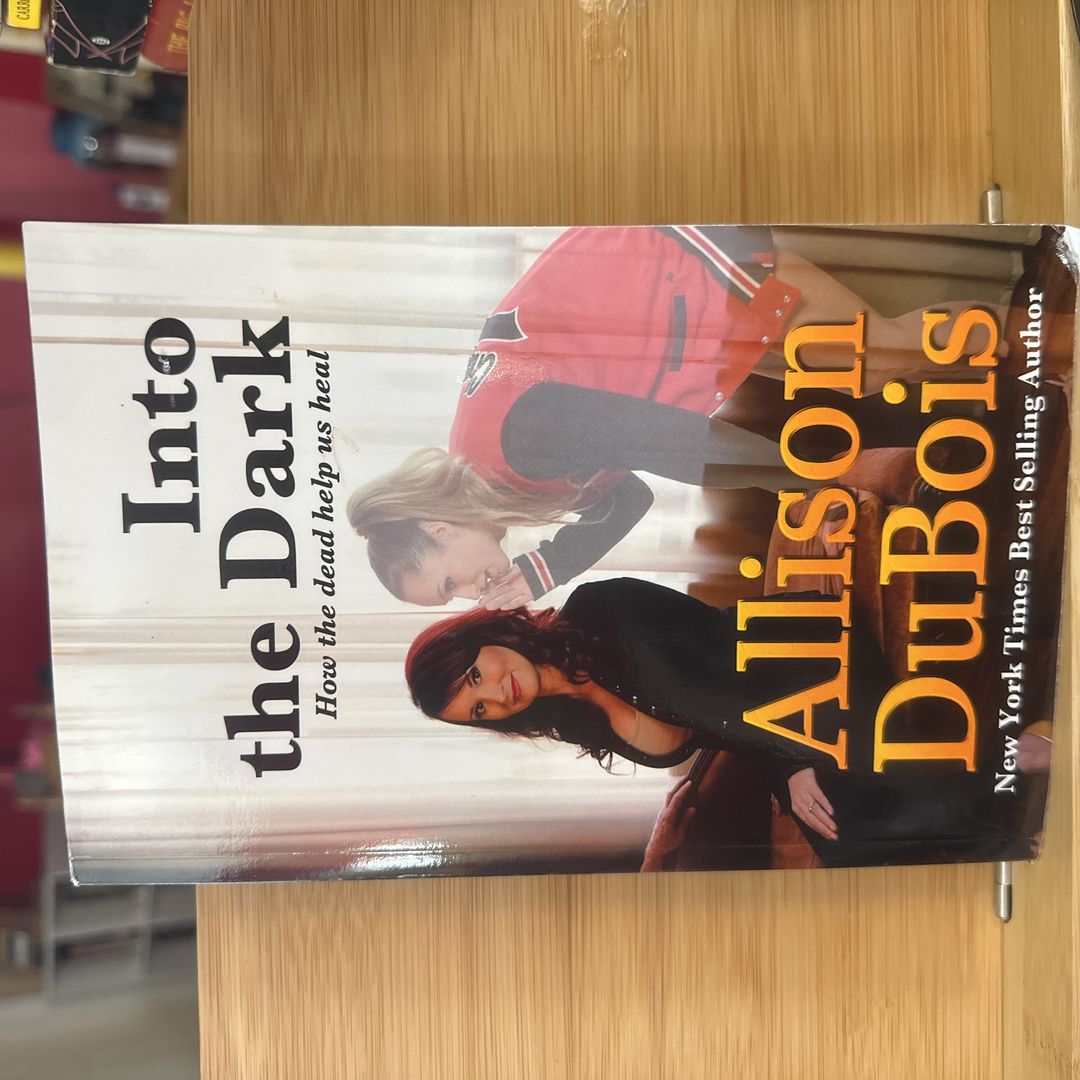 Into
the Dark
How the dead help us heal
Allison
DuBois
New York Times Best Selling Author